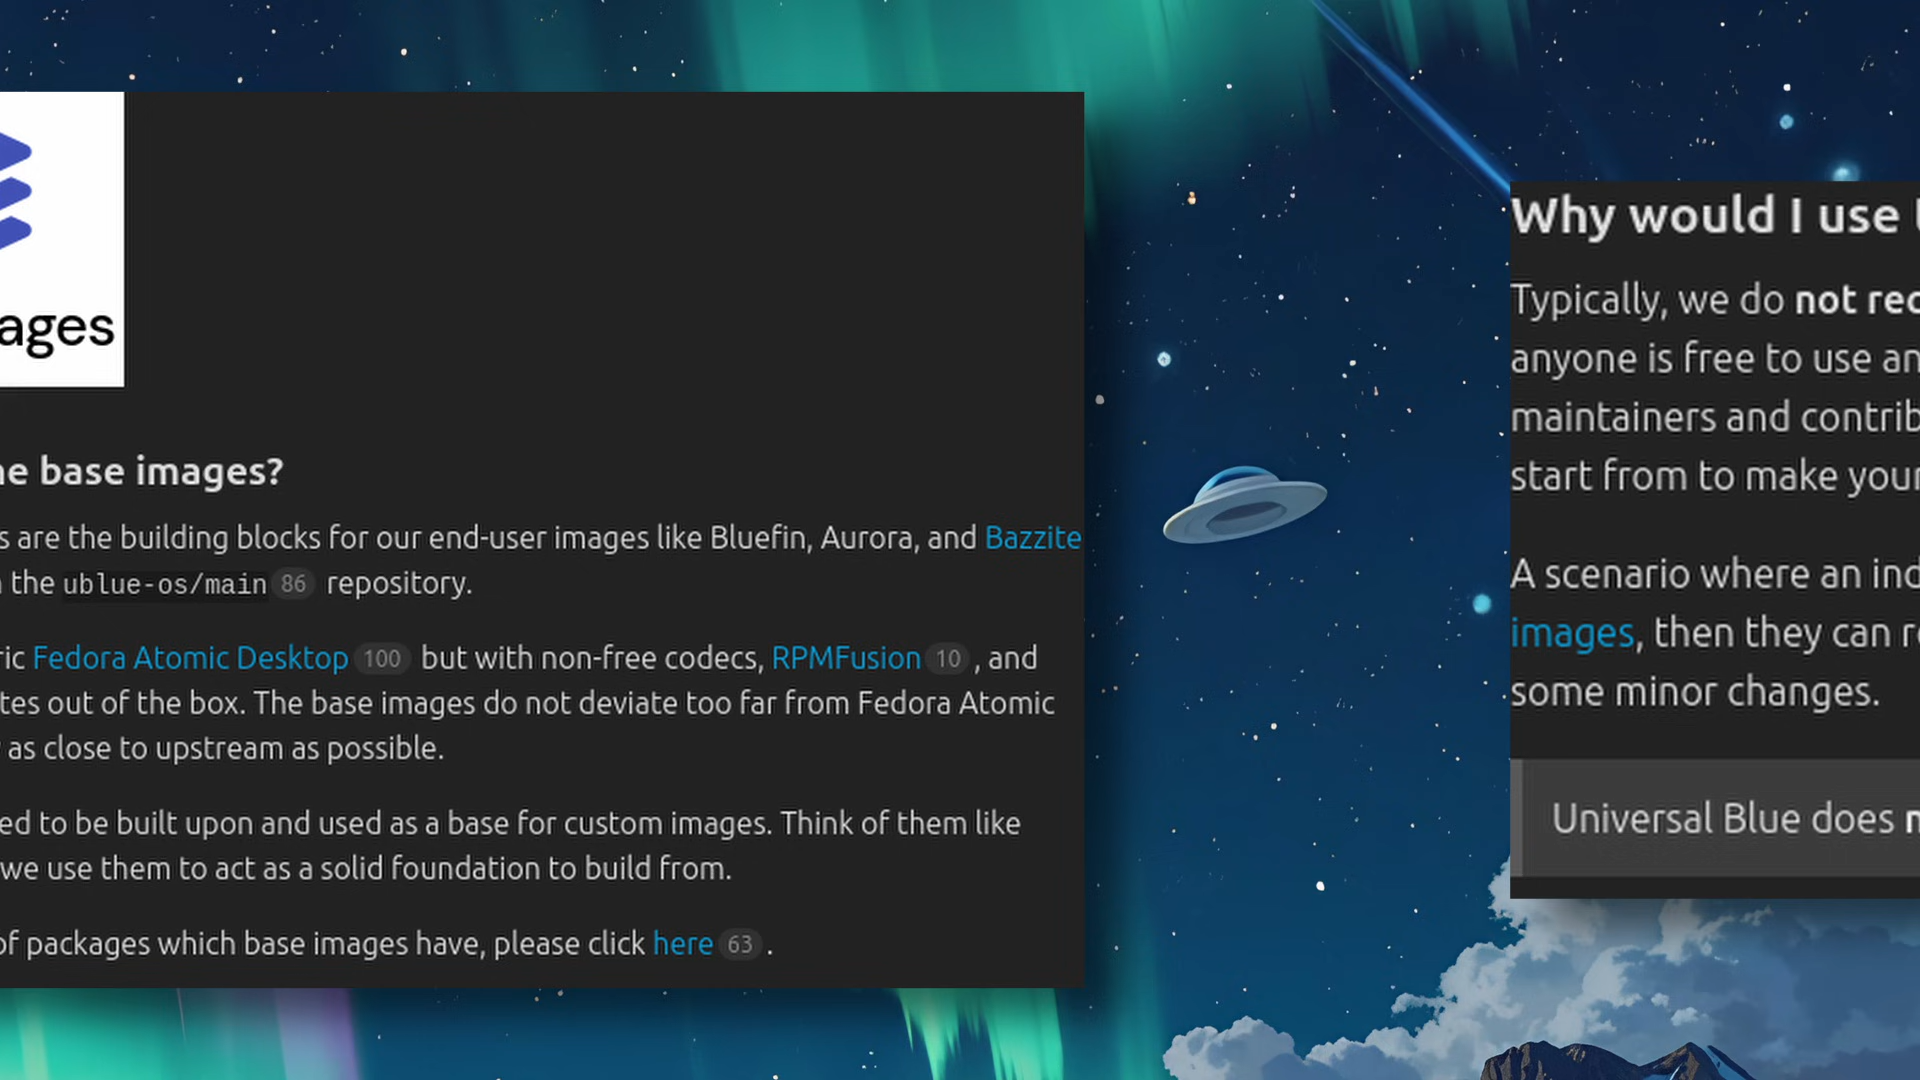 ages
ne base images?
s are the building blocks for our end-user images like Bluefin, Aurora, and Bazzite
the ublue-os/main 86 repository.
ric Fedora Atomic Desktop 100 but with non-free codecs, RPMFusion 10 , and
tes out of the box. The base images do not deviate too far from Fedora Atomic
as close to upstream as possible.
ed to be built upon and used as a base for custom images. Think of them like
we use them to act as a solid foundation to build from.
of packages which base images have, please click here 63 .
Why would I use
Typically, we do not rec
anyone is free to use an
maintainers and contrib
start from to make your
A scenario where an ind
images, then they can r
some minor changes.
Universal Blue does